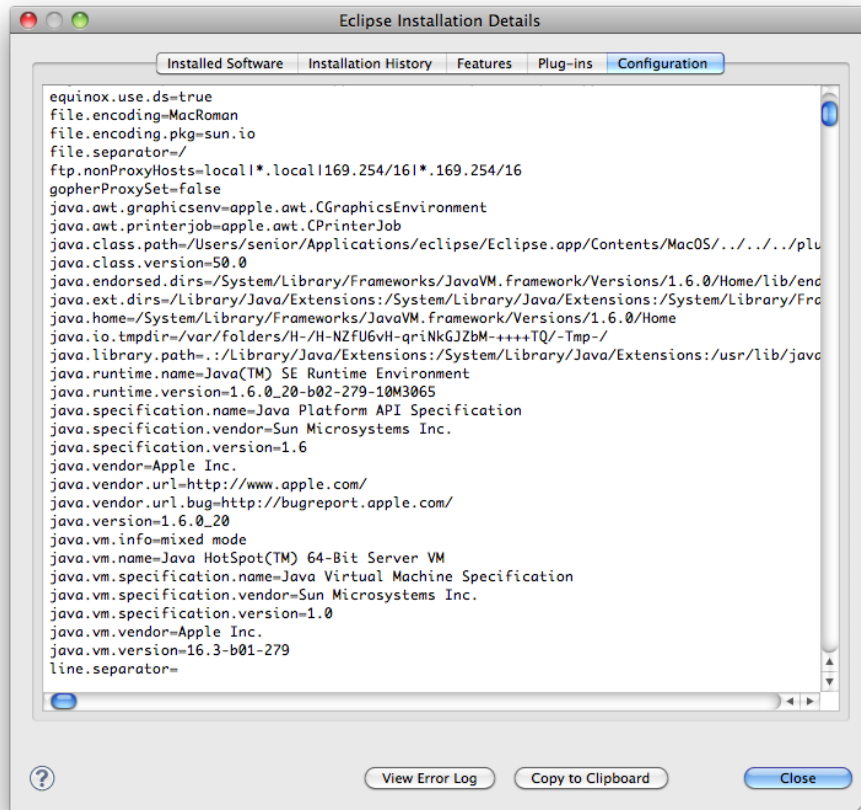 Eclipse Installation Details
Installed Software Installation History Features Plug-ins Configuration
equinox.use.ds=true
file.encoding=MacRoman
file.encoding.pkg=sun.io
file.separator=/
ftp.nonProxyHosts=local|*.local|169.254/16|*.169.254/16
gopherProxySet=false
java.awt.graphicsenv=apple.awt.CGraphicsEnvironment
java.awt.printerjob=apple.awt.CPrinterJob
java.class.path=/Users/senior/Applications/eclipse/Eclipse.app/Contents/MacOS/../../../plu
java.class.version=50.0
java.endorsed.dirs=/System/Library/Frameworks/JavaVM.framework/Versions/1.6.0/Home/lib/end
java.ext.dirs=/Library/Java/Extensions:/System/Library/Java/Extensions:/System/Library/Fra
java.home=/System/Library/Frameworks/JavaVM.framework/Versions/1.6.0/Home
java.io.tmpdir=/var/folders/H-/H-NZfU6vH-qriNkGJZbM-++++TQ/-Tmp-/
java.library.path=.:/Library/Java/Extensions:/System/Library/Java/Extensions:/usr/lib/java
java.runtime.name=Java(TM) SE Runtime Environment
java.runtime.version=1.6.0_20-b02-279-10M3065
java.specification.name=Java Platform API Specification
java.specification.vendor=Sun Microsystems Inc.
java.specification.version=1.6
java.vendor=Apple Inc.
java.vendor.url=http://www.apple.com/
java.vendor.url.bug=http://bugreport.apple.com/
java.version=1.6.0_20
java.vm.info=mixed mode
java.vm.name=Java HotSpot(TM) 64-Bit Server VM
java.vm.specification.name=Java Virtual Machine Specification
java.vm.specification.vendor=Sun Microsystems Inc.
java.vm.specification.version=1.0
java.vm.vendor=Apple Inc.
java.vm.version=16.3-b01-279
line.separator=
? View Error Log Copy to Clipboard Close